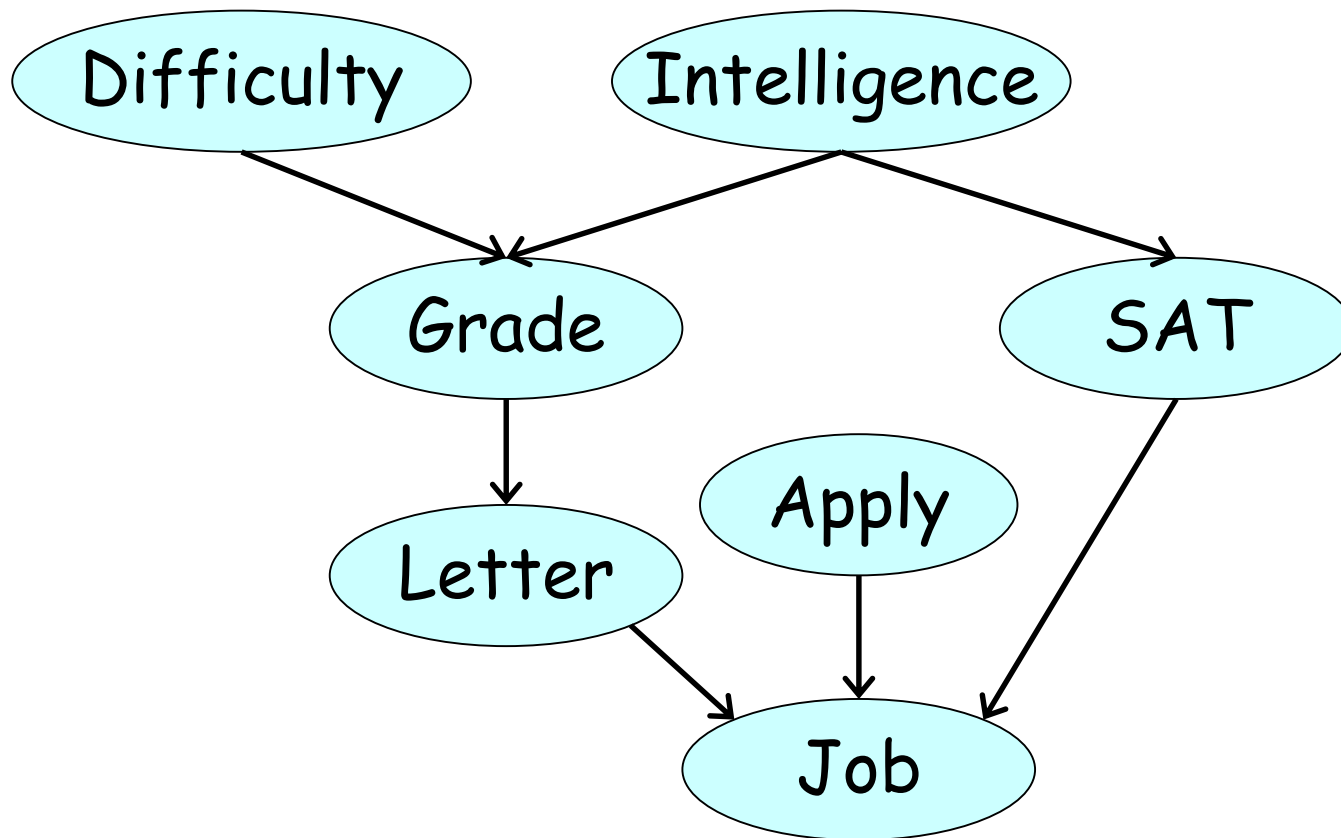 Difficulty
Intelligence
Grade
SAT
Apply
Letter
Job